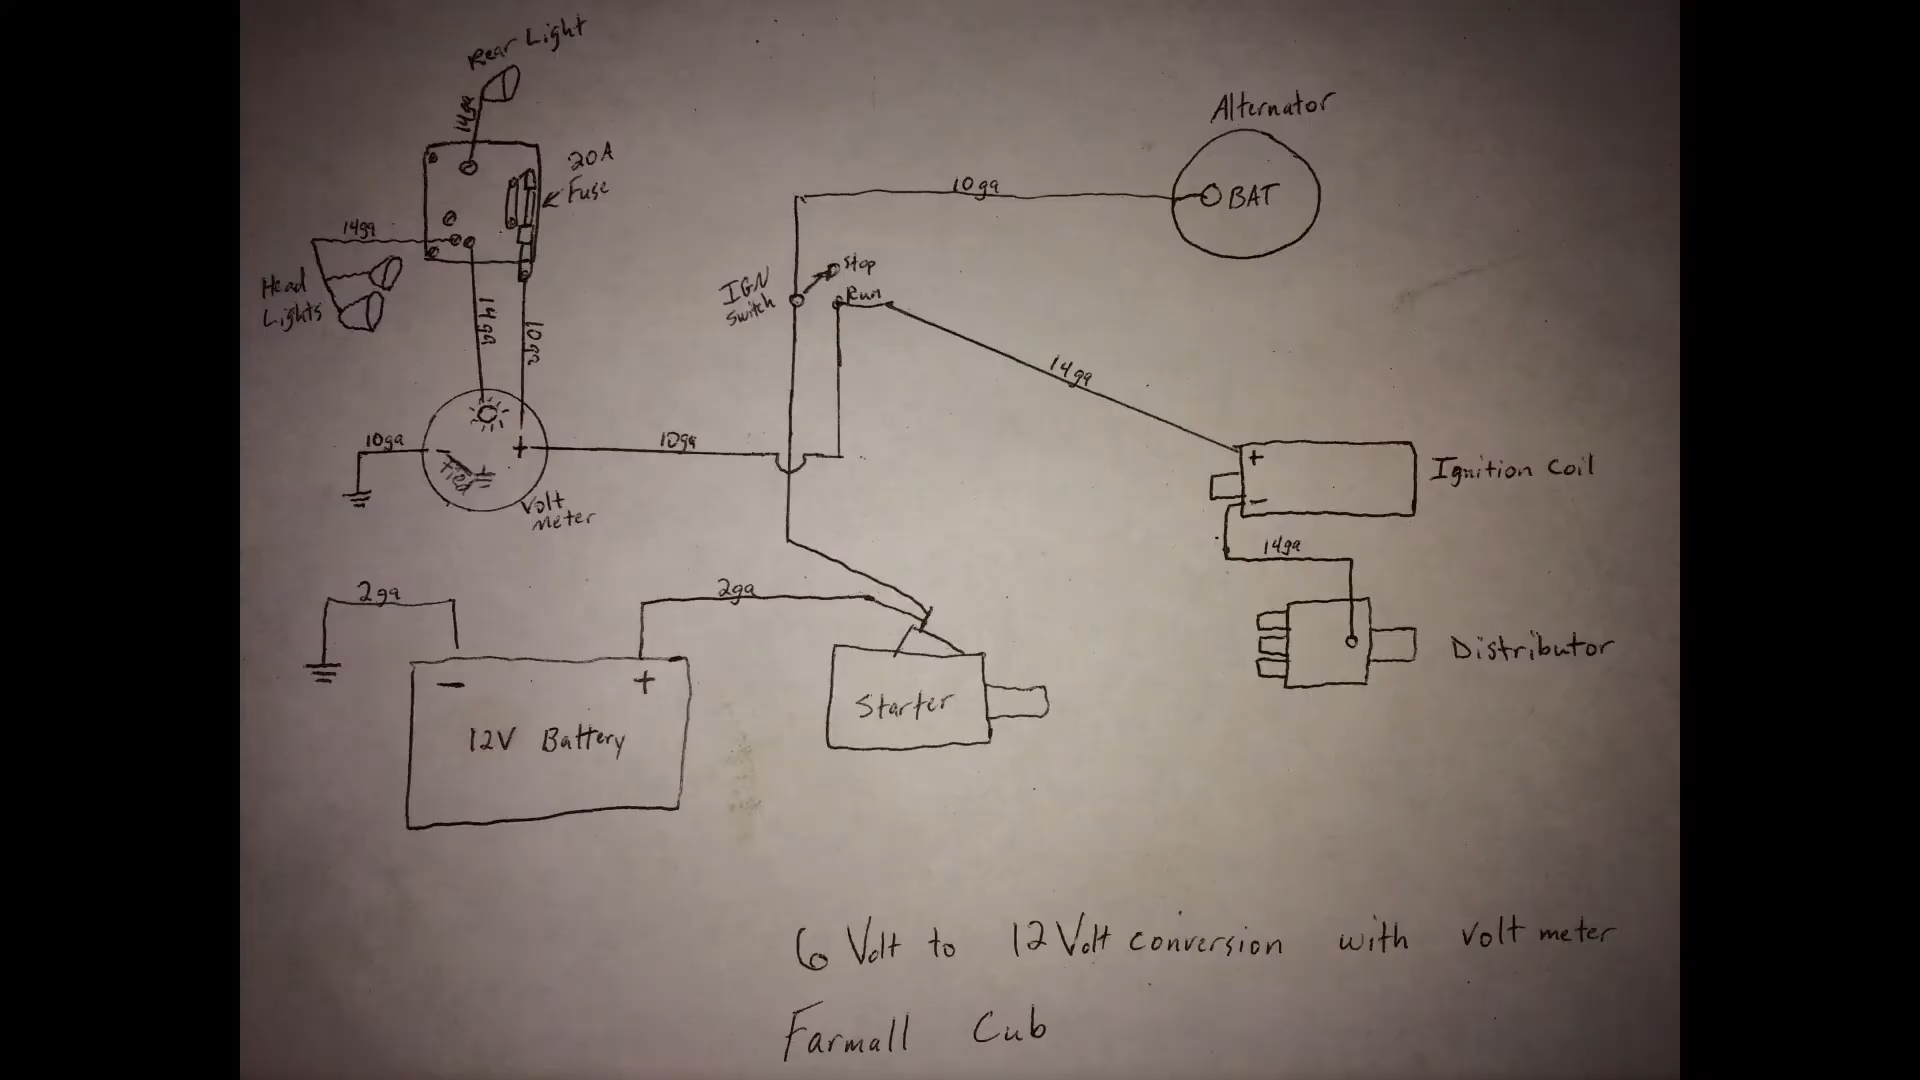 Rear Light
14ga
20A
Fuse
14ga
Head
Lights
14ga
10ga
10ga
-
Tied
+
Volt
meter
10ga
IGN
Switch
Stop
Run
10ga
Alternator
BAT
14ga
+
-
Ignition Coil
14ga
Distributor
2ga
2ga
- +
12V Battery
Starter
6 Volt to 12 Volt conversion with volt meter
Farmall Cub